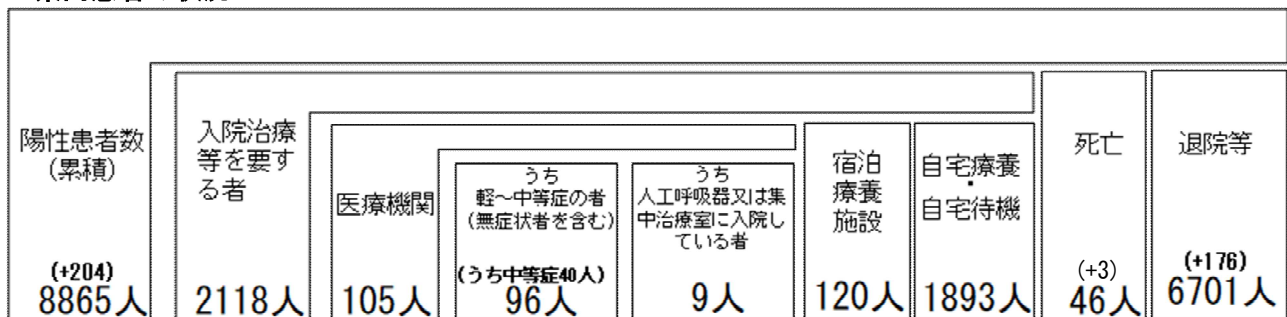 陽性患者数
(累積)
(+204)
8865人
入院治療
等を要す
る者
2118人
医療機関
105人
うち
軽～中等症の者
(無症状者を含む)
(うち中等症40人)
96人
うち
人工呼吸器又は集
中治療室に入院し
ている者
9人
宿泊
療養
施設
120人
自宅療養
・
自宅待機
1893人
死亡
(+3)
46人
退院等
(+176)
6701人